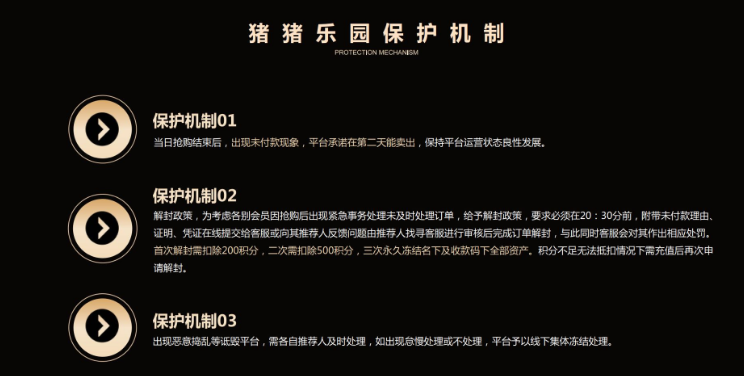 猪猪乐园保护机制
PROTECTION MECHANISM
保护机制01
当日抢购结束后，出现未付款现象，平台承诺在第二天能卖出，保持平台运营状态良性发展。
保护机制02
解封政策，为考虑各别会员因抢购后出现紧急事务处理未及时处理订单，给予解封政策，要求必须在20：30分前，附带未付款理由、
证明、凭证在线提交给客服或向其推荐人反馈问题由推荐人找寻客服进行审核后完成订单解封，与此同时客服会对其作出相应处罚。
首次解封需扣除200积分，二次需扣除500积分，三次永久冻结名下及收款码下全部资产。积分不足无法抵扣情况下需充值后再次申
请解封。
保护机制03
出现恶意捣乱等诋毁平台，需各自推荐人及时处理，如出现怠慢处理或不处理，平台予以线下集体冻结处理。